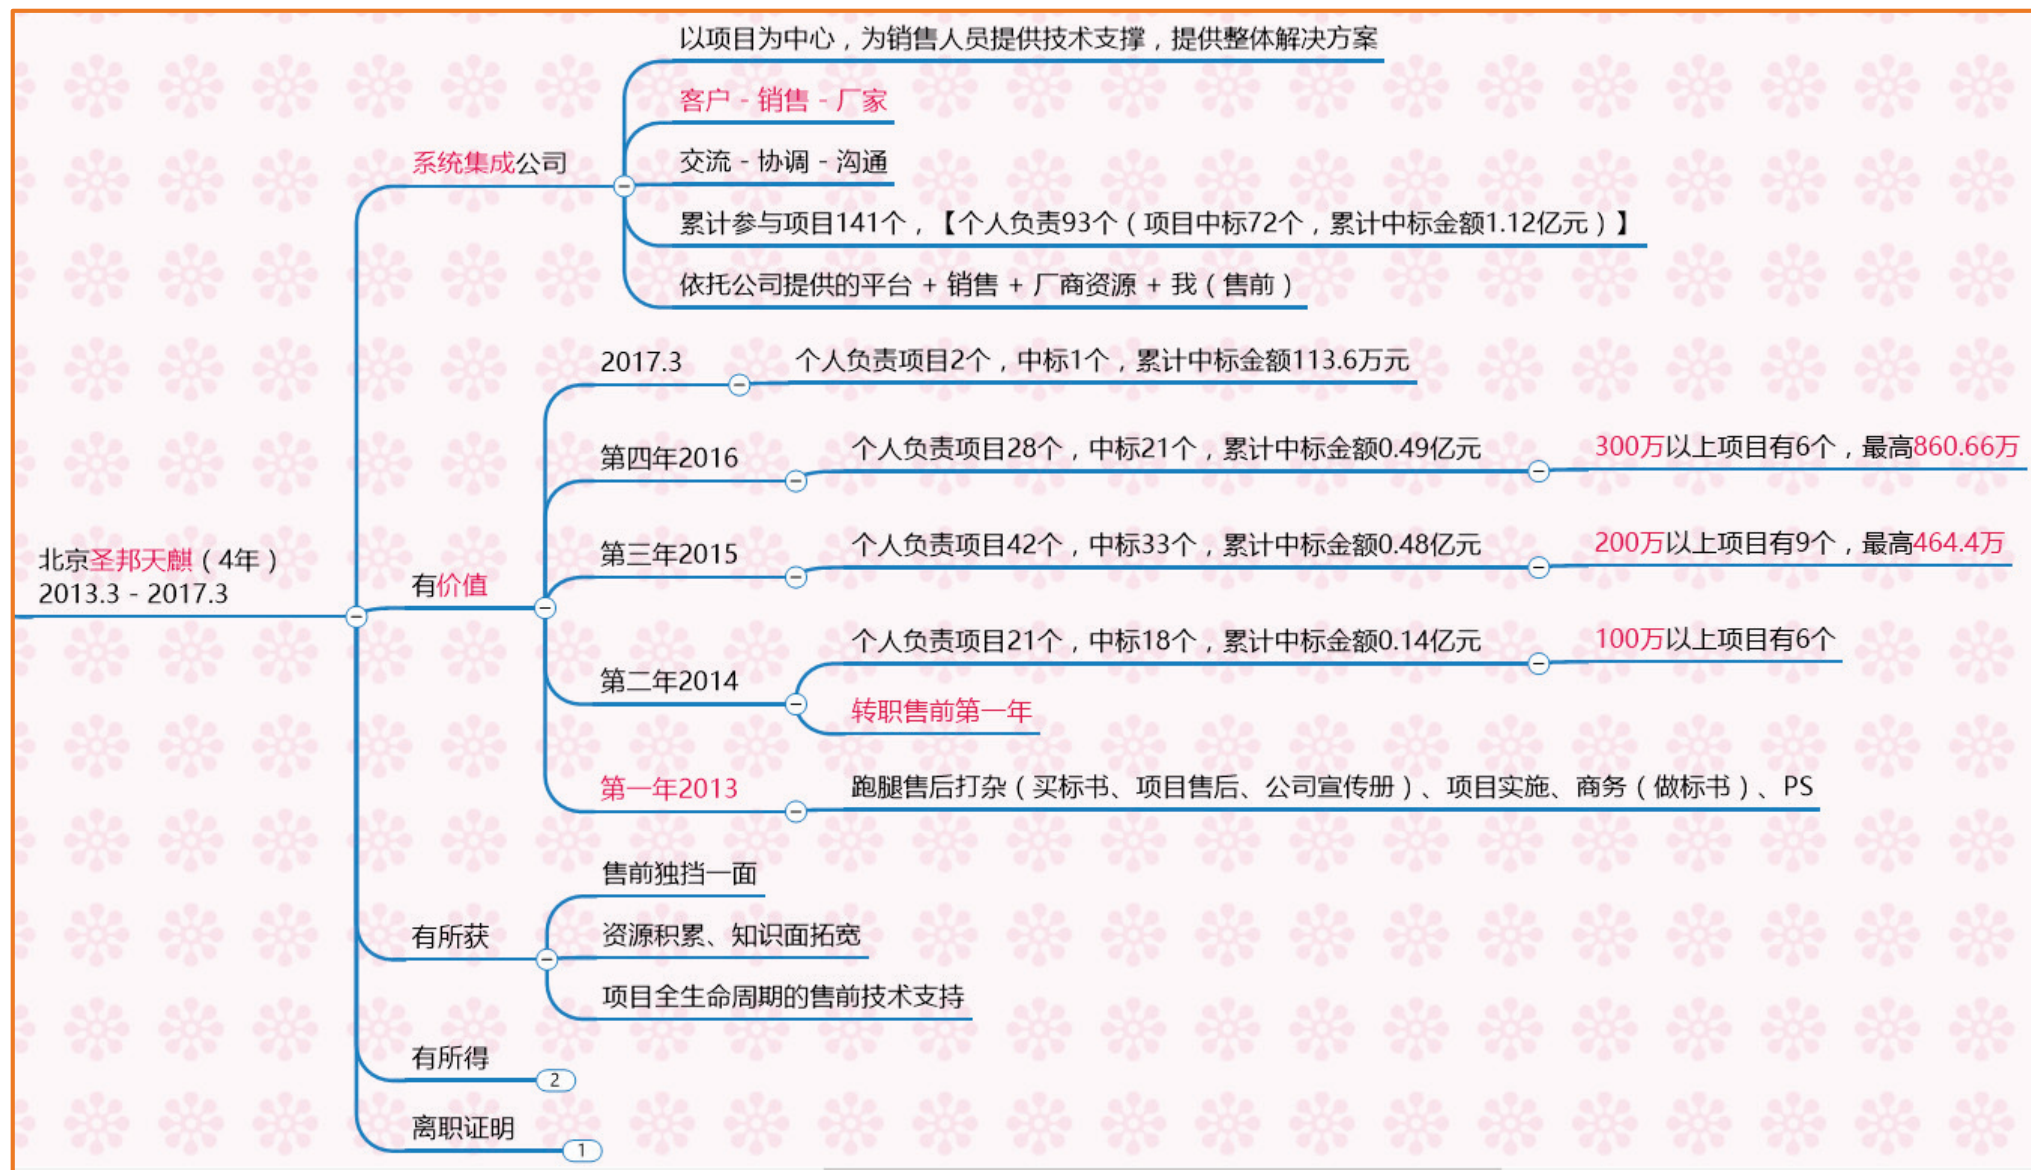 以项目为中心，为销售人员提供技术支撑，提供整体解决方案
客户 - 销售 - 厂家
系统集成公司
交流 - 协调 - 沟通
累计参与项目141个，【个人负责93个（项目中标72个，累计中标金额1.12亿元）】
依托公司提供的平台 + 销售 + 厂商资源 + 我（售前）
2017.3
个人负责项目2个，中标1个，累计中标金额113.6万元
第四年2016
个人负责项目28个，中标21个，累计中标金额0.49亿元
300万以上项目有6个，最高860.66万
北京圣邦天麒（4年）
2013.3 - 2017.3
有价值
第三年2015
个人负责项目42个，中标33个，累计中标金额0.48亿元
200万以上项目有9个，最高464.4万
第二年2014
个人负责项目21个，中标18个，累计中标金额0.14亿元
100万以上项目有6个
转职售前第一年
第一年2013
跑腿售后打杂（买标书、项目售后、公司宣传册）、项目实施、商务（做标书）、PS
有所获
售前独挡一面
资源积累、知识面拓宽
项目全生命周期的售前技术支持
有所得
2
离职证明
1